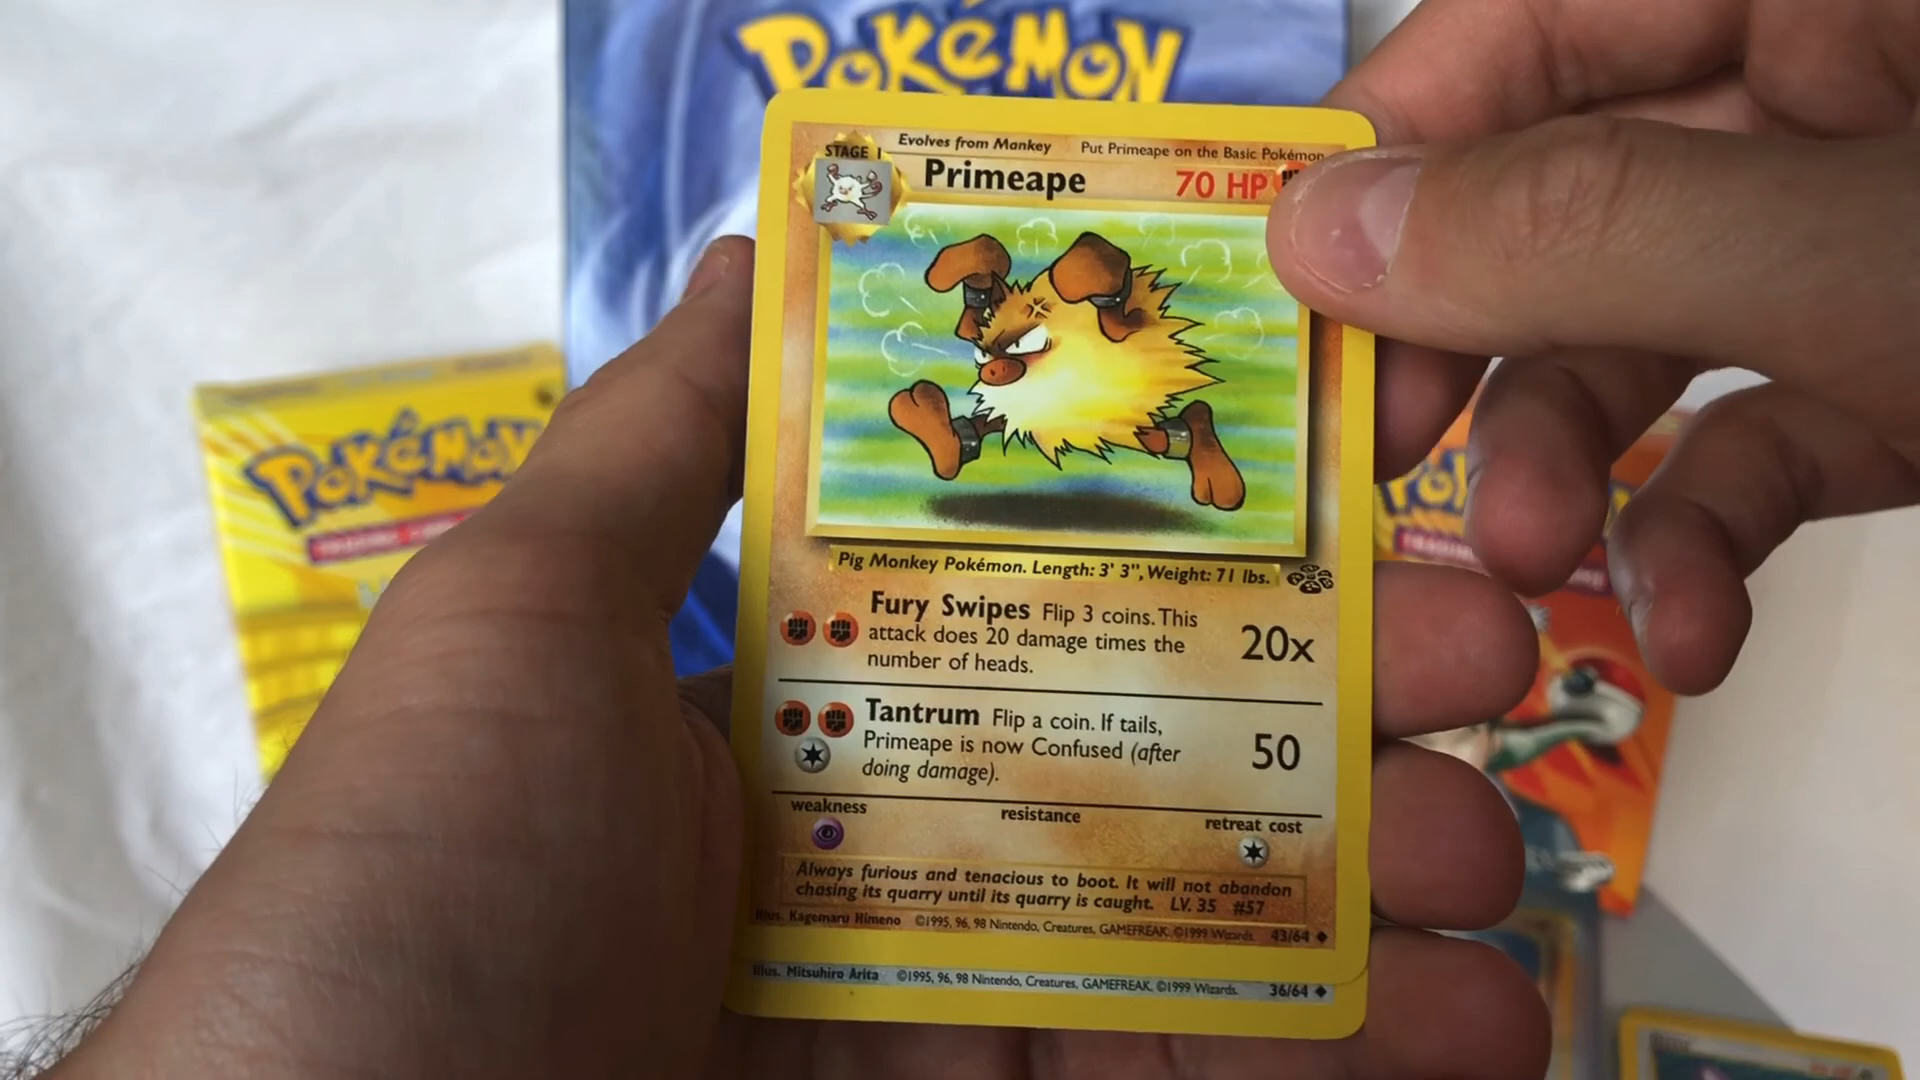 POKéMON
STAGE 1
Evolves from Mankey Put Primeape on the Basic Pokémon
Primeape 70 HP
POKéMON
Pig Monkey Pokémon. Length: 3' 3", Weight: 71 lbs.
Fury Swipes Flip 3 coins. This
attack does 20 damage times the
number of heads.
20x
Tantrum Flip a coin. If tails,
Primeape is now Confused (after
doing damage).
50
weakness resistance retreat cost
Always furious and tenacious to boot. It will not abandon
chasing its quarry until its quarry is caught. LV. 35 #57
Illus. Kagemaru Himeno ©1995, 96, 98 Nintendo, Creatures, GAMEFREAK. ©1999 Wizards. 43/64
Illus. Mitsuhiro Arita ©1995, 96, 98 Nintendo, Creatures, GAMEFREAK. ©1999 Wizards. 36/64